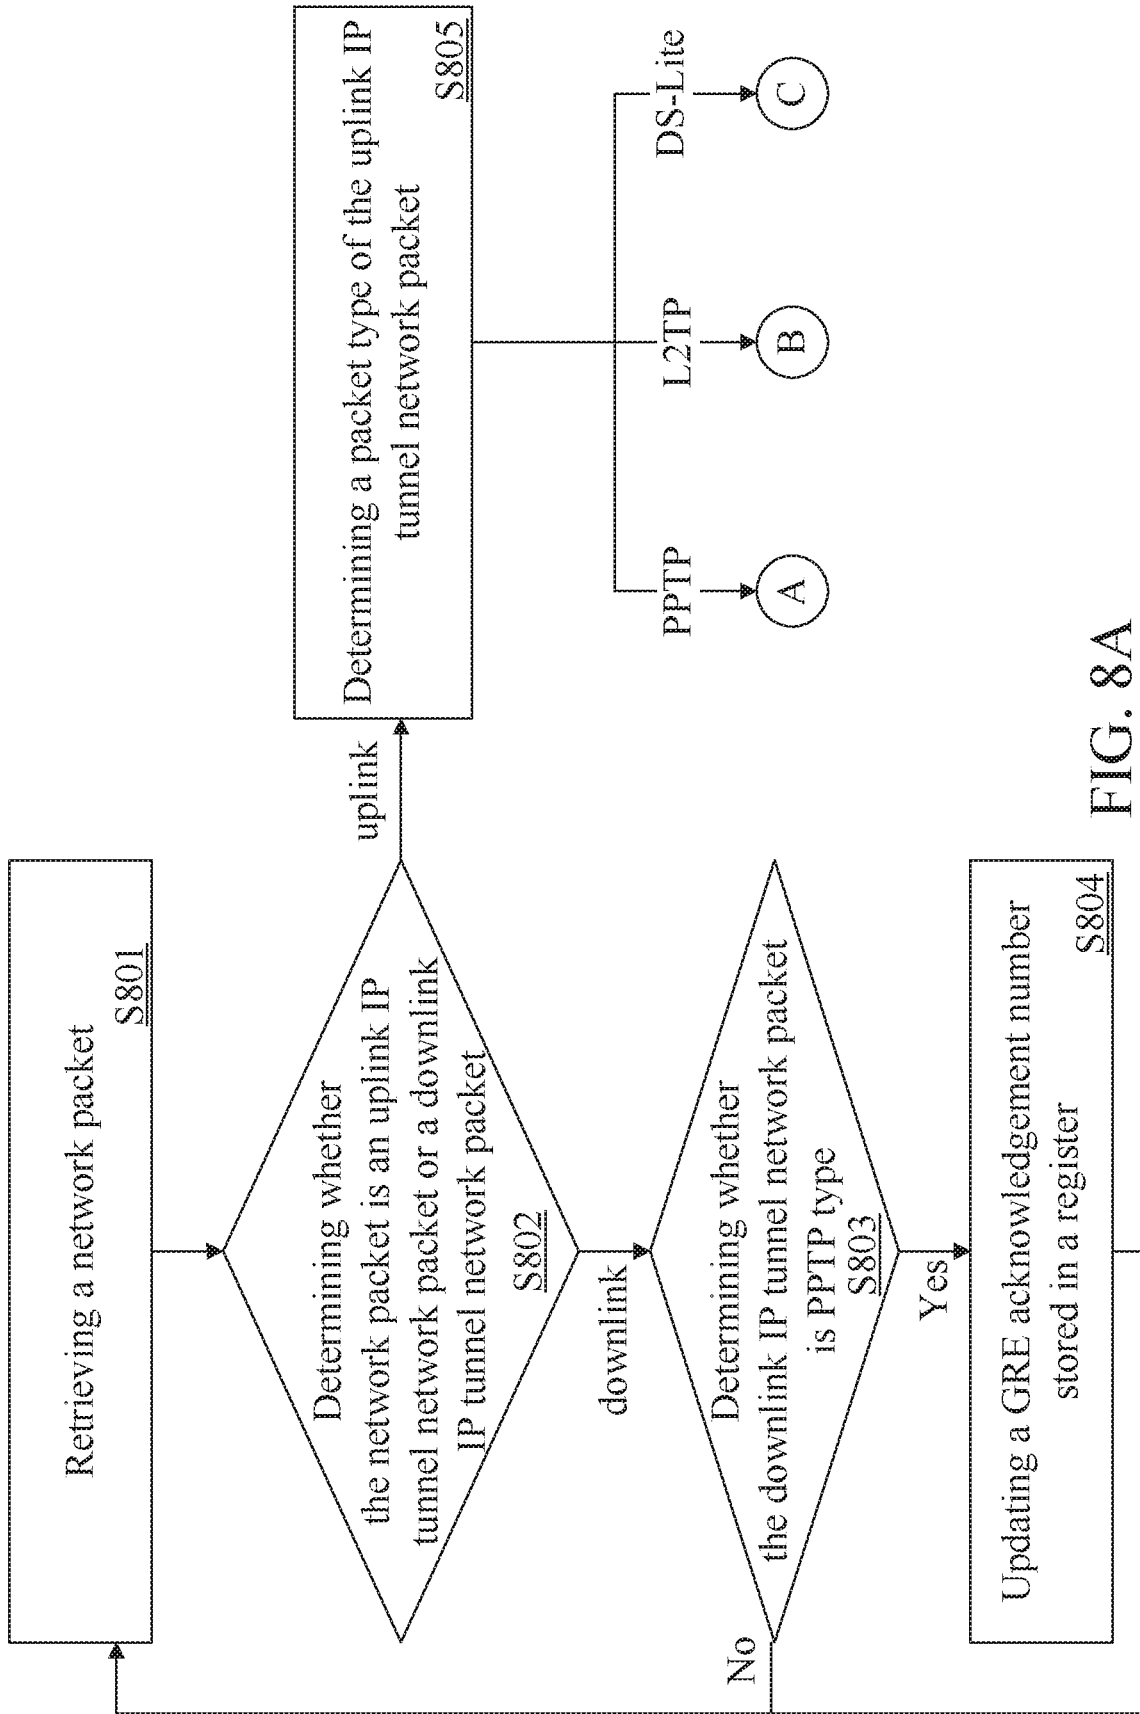 Retrieving a network packet
S801
Determining whether
the network packet is an uplink IP
tunnel network packet or a downlink
IP tunnel network packet
S802
uplink
downlink
Determining whether
the downlink IP tunnel network packet
is PPTP type
S803
No
Yes
Updating a GRE acknowledgement number
stored in a register
S804
Determining a packet type of the uplink IP
tunnel network packet
S805
PPTP
L2TP
DS-Lite
A
B
C
FIG. 8A